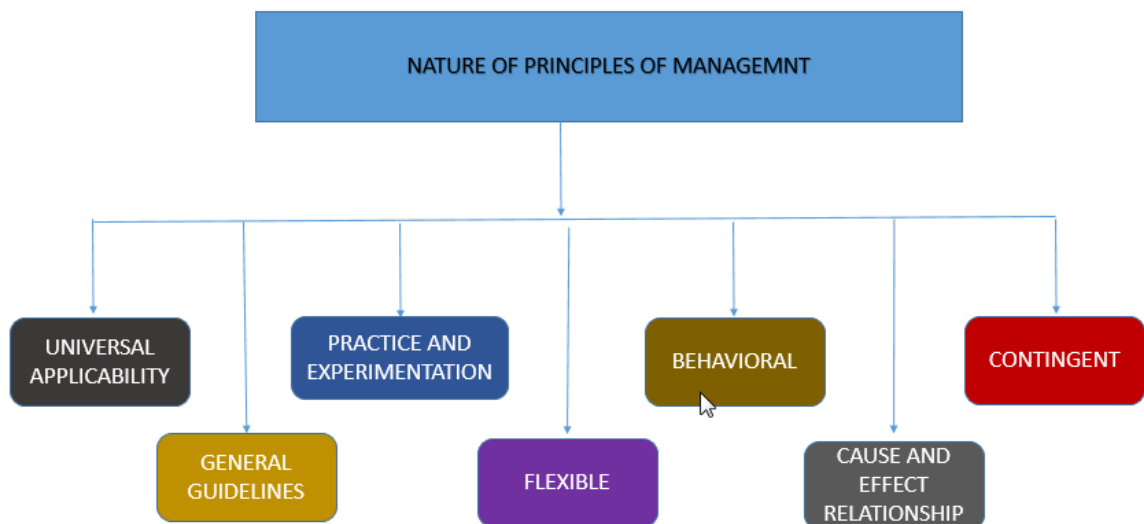 NATURE OF PRINCIPLES OF MANAGEMNT
UNIVERSAL
APPLICABILITY
GENERAL
GUIDELINES
PRACTICE AND
EXPERIMENTATION
FLEXIBLE
BEHAVIORAL
CAUSE AND
EFFECT
RELATIONSHIP
CONTINGENT